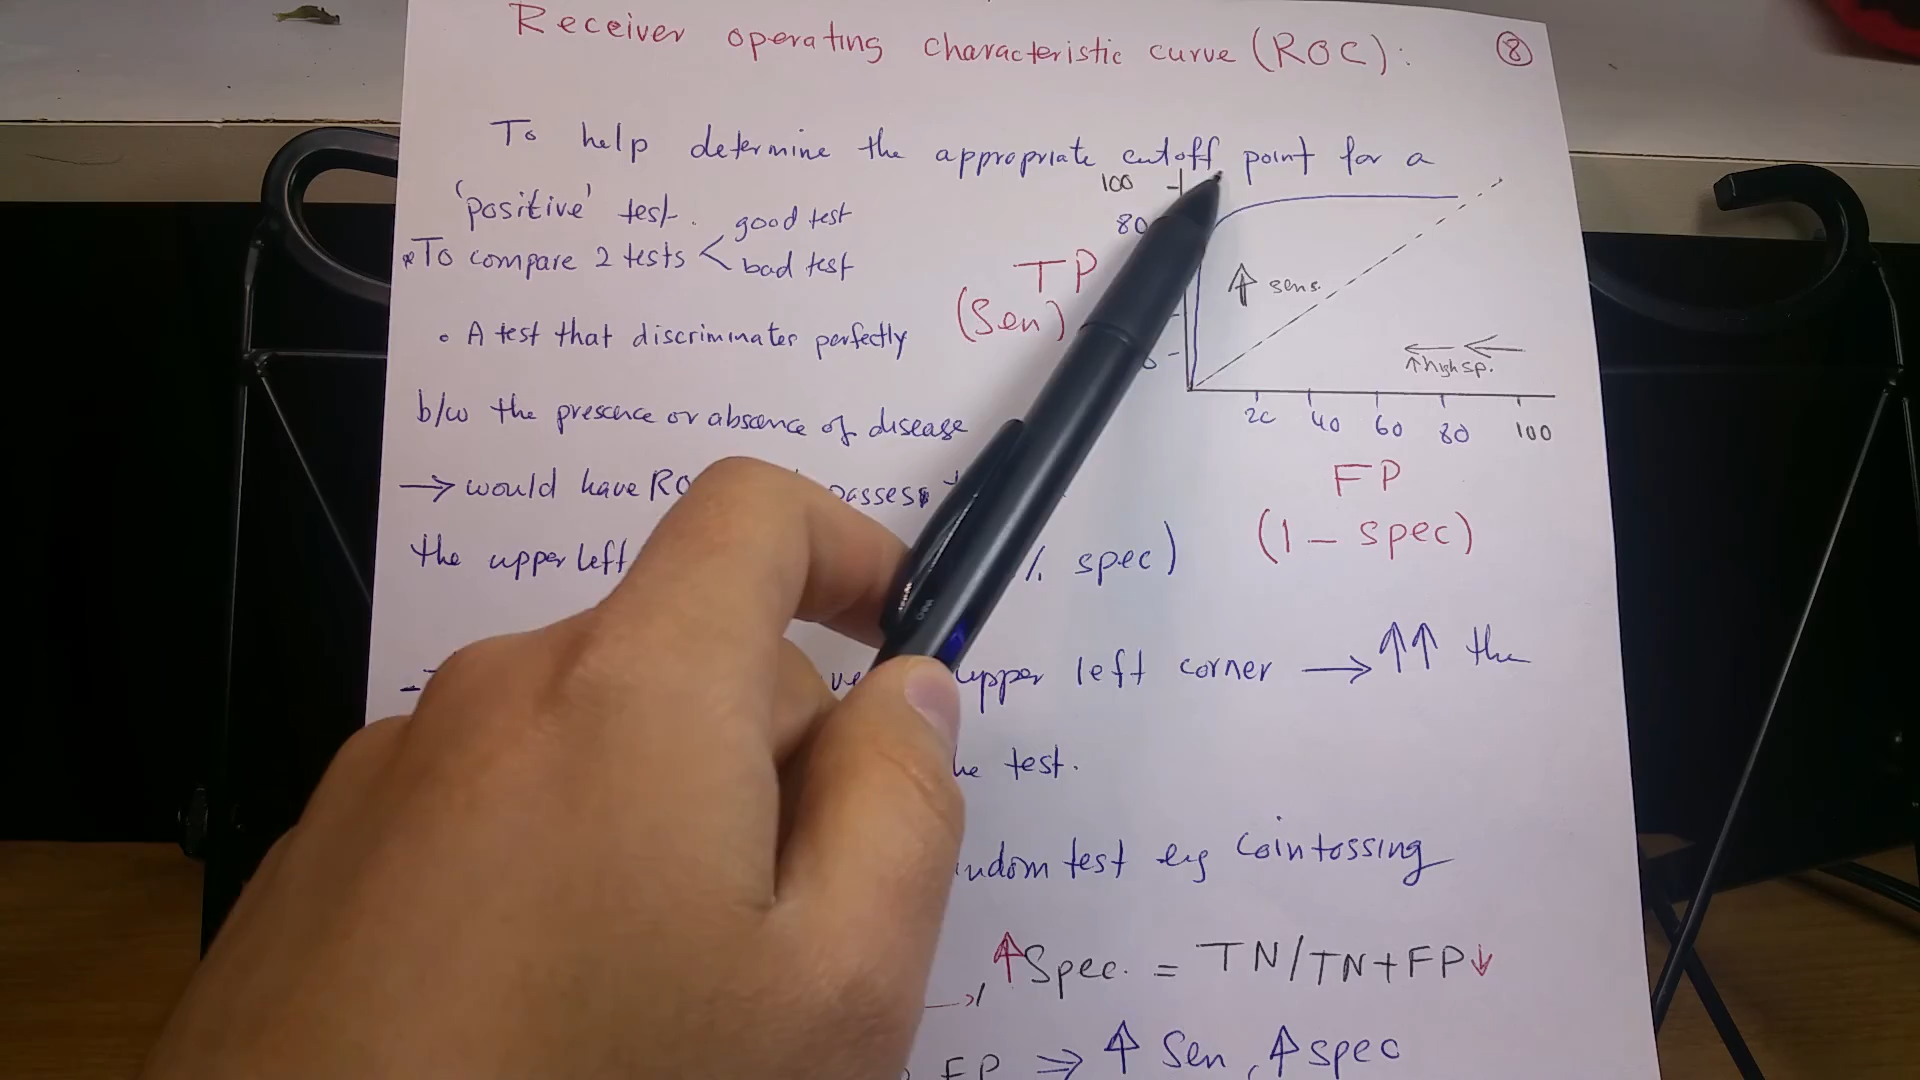 Receiver operating characteristic curve (ROC): 8
To help determine the appropriate cutoff point for a
'positive' test.
good test
* To compare 2 tests <
bad test
• A test that discriminates perfectly
b/w the presence or absence of disease
→ would have passes
the upper left % spec)
upper left corner → ↑↑ the
the test.
test eg Cointossing
↑Spec. = TN/TN+FP↓
FP ⇒ ↑ Sen, ↑ spec
100
80
TP
(Sen)
↑ sens.
↑high sp.
20 40 60 80 100
FP
(1 - spec)